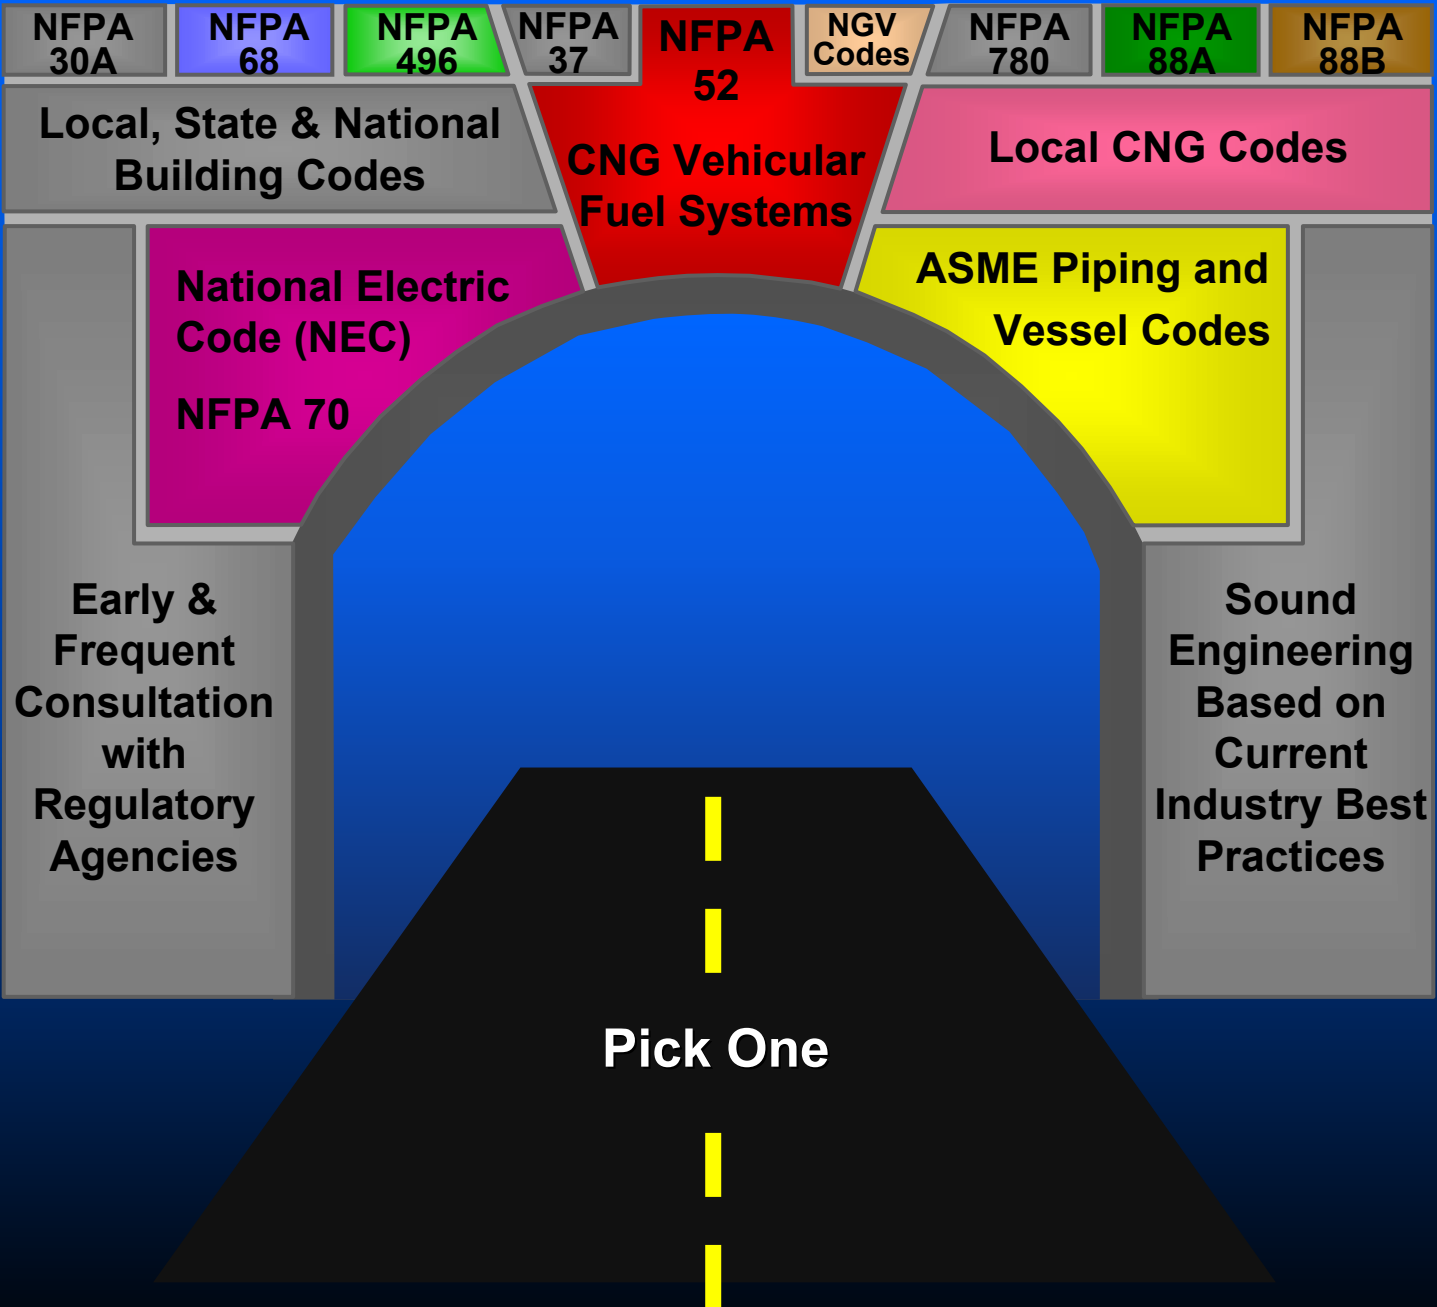 NFPA
30A
NFPA
68
NFPA
496
NFPA
37
NFPA
52
NGV
Codes
NFPA
780
NFPA
88A
NFPA
88B
Local, State & National
Building Codes
CNG Vehicular
Fuel Systems
Local CNG Codes
National Electric
Code (NEC)
NFPA 70
ASME Piping and
Vessel Codes
Early &
Frequent
Consultation
with
Regulatory
Agencies
Sound
Engineering
Based on
Current
Industry Best
Practices
Pick One